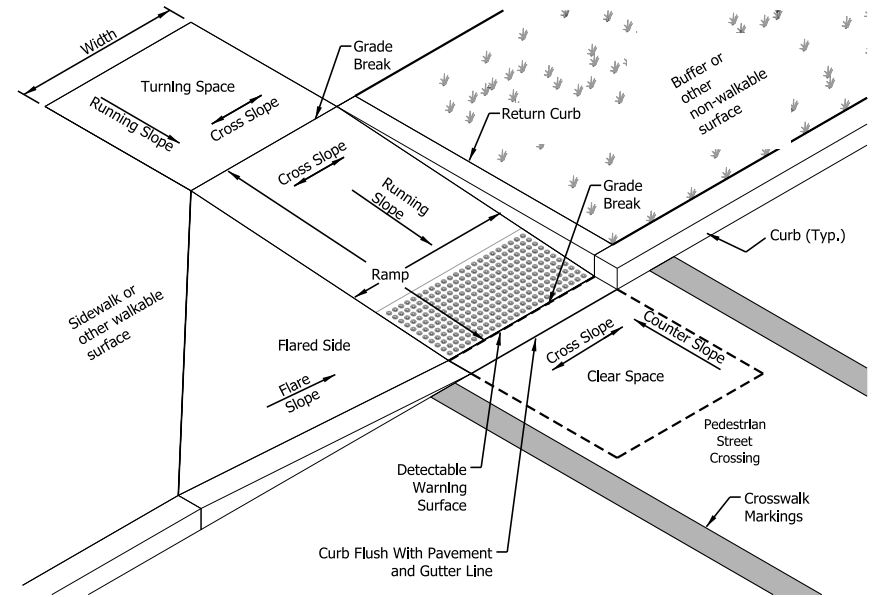 Width
Turning Space
Running Slope
Cross Slope
Grade
Break
Return Curb
Buffer or
other
non-walkable
surface
Cross Slope
Running
Slope
Grade
Break
Curb (Typ.)
Ramp
Sidewalk or
other walkable
surface
Flared Side
Flare
Slope
Cross Slope
Counter Slope
Clear Space
Pedestrian
Street
Crossing
Detectable
Warning
Surface
Crosswalk
Markings
Curb Flush With Pavement
and Gutter Line